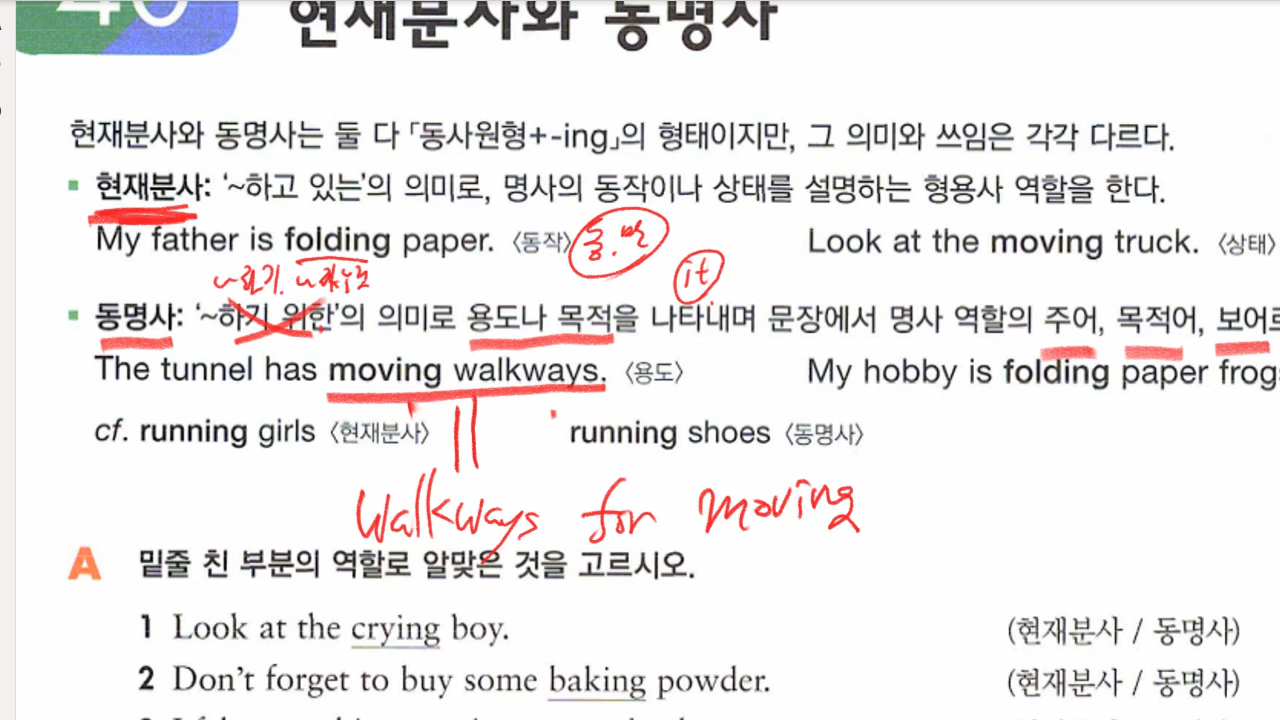 현재분사와 동명사
현재분사와 동명사는 둘 다 「동사원형+-ing」의 형태이지만, 그 의미와 쓰임은 각각 다르다.
현재분사: ‘~하고 있는’의 의미로, 명사의 동작이나 상태를 설명하는 형용사 역할을 한다.
My father is folding paper. 〈동작〉 Look at the moving truck. 〈상태〉
it
동명사: ‘~하기 위한’의 의미로 용도나 목적을 나타내며 문장에서 명사 역할의 주어, 목적어, 보어로
The tunnel has moving walkways. 〈용도〉 My hobby is folding paper frogs
cf. running girls 〈현재분사〉 running shoes 〈동명사〉
walkways for moving
A 밑줄 친 부분의 역할로 알맞은 것을 고르시오.
1 Look at the crying boy. (현재분사 / 동명사)
2 Don't forget to buy some baking powder. (현재분사 / 동명사)